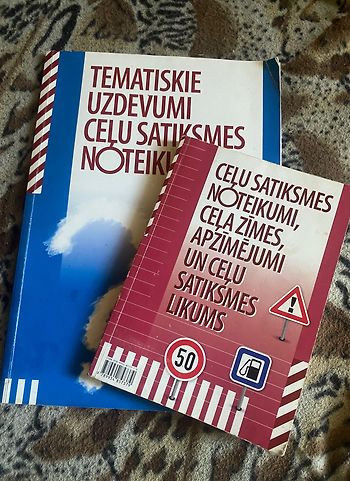 TEMATISKIE
UZDEVUMI
CEĻU SATIKSMES
NOTEIKU
CEĻU SATIKSMES
NOTEIKUMI,
CEĻA ZĪMES,
APZĪMĒJUMI
UN CEĻU
SATIKSMES
LIKUMS
50